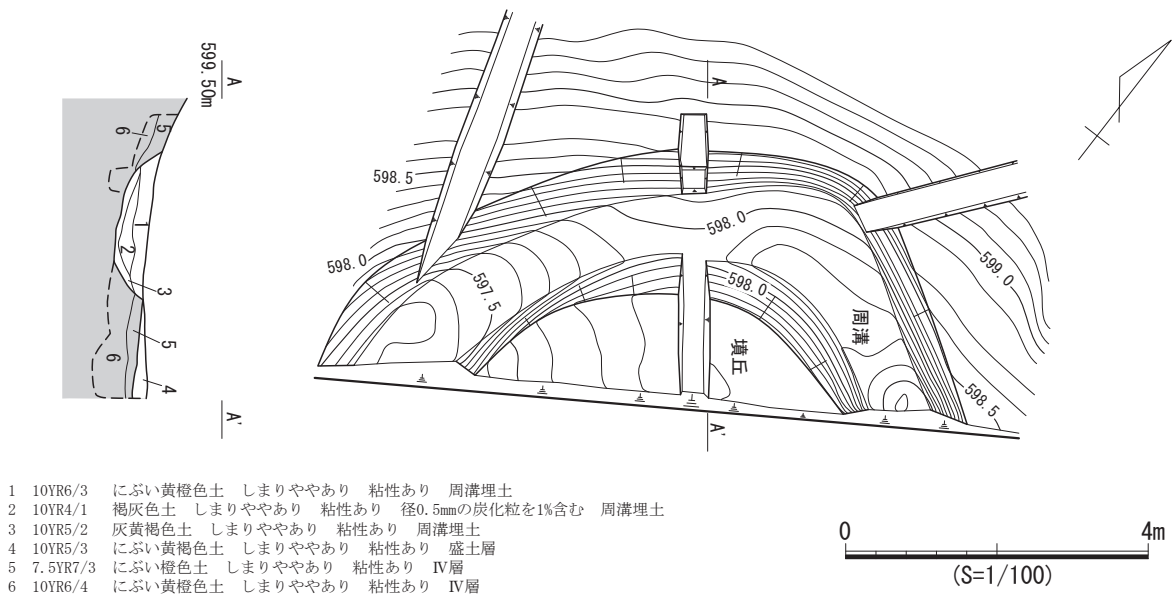 599.50m
A
A'
5
6
1
2
3
5
6
4
A
A'
598.5
598.0
597.5
598.0
598.0
599.0
598.5
周溝
墳丘
1 10YR6/3 にぶい黄橙色土 しまりややあり 粘性あり 周溝埋土
2 10YR4/1 褐灰色土 しまりややあり 粘性あり 径0.5mmの炭化粒を1%含む 周溝埋土
3 10YR5/2 灰黄褐色土 しまりややあり 粘性あり 周溝埋土
4 10YR5/3 にぶい黄褐色土 しまりややあり 粘性あり 盛土層
5 7.5YR7/3 にぶい橙色土 しまりややあり 粘性あり Ⅳ層
6 10YR6/4 にぶい黄橙色土 しまりややあり 粘性あり Ⅳ層
0 4m
(S=1/100)